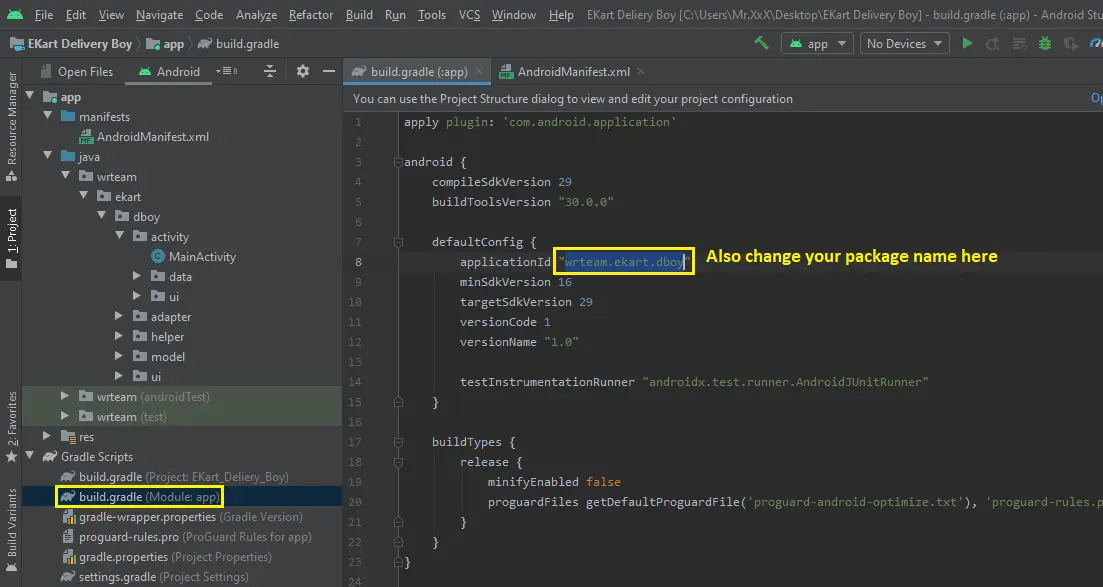 File Edit View Navigate Code Analyze Refactor Build Run Tools VCS Window Help EKart Deliery Boy [C:\Users\Mr.XxX\Desktop\EKart Delivery Boy] - build.gradle (:app) - Android Stu
EKart Delivery Boy app build.gradle app No Devices
Open Files Android build.gradle (:app) AndroidManifest.xml
You can use the Project Structure dialog to view and edit your project configuration Op
Resource Manager
1: Project
2: Favorites
Build Variants
app
manifests
AndroidManifest.xml
java
wrteam
ekart
dboy
activity
MainActivity
data
ui
adapter
helper
model
ui
wrteam (androidTest)
wrteam (test)
res
Gradle Scripts
build.gradle (Project: EKart_Deliery_Boy)
build.gradle (Module: app)
gradle-wrapper.properties (Gradle Version)
proguard-rules.pro (ProGuard Rules for app)
gradle.properties (Project Properties)
settings.gradle (Project Settings)
1 apply plugin: 'com.android.application'
2
3 android {
4 compileSdkVersion 29
5 buildToolsVersion "30.0.0"
6
7 defaultConfig {
8 applicationId "wrteam.ekart.dboy" Also change your package name here
9 minSdkVersion 16
10 targetSdkVersion 29
11 versionCode 1
12 versionName "1.0"
13
14 testInstrumentationRunner "androidx.test.runner.AndroidJUnitRunner"
15 }
16
17 buildTypes {
18 release {
19 minifyEnabled false
20 proguardFiles getDefaultProguardFile('proguard-android-optimize.txt'), 'proguard-rules.p
21 }
22 }
23 }
24